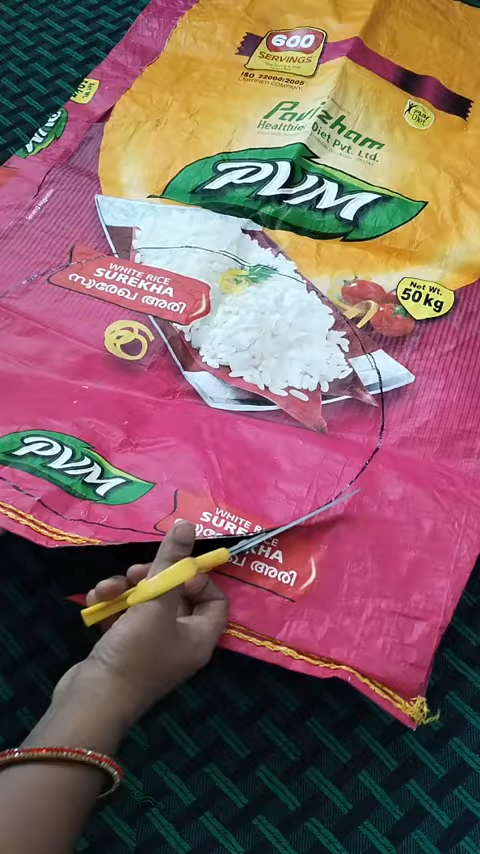 600
SERVINGS
ISO 22000:2005
CERTIFIED COMPANY
Pavizham
Healthier Diet Pvt. Ltd.
PVM
WHITE RICE
SUREKHA
സുരേഖ അരി
Net Wt.
50kg
PVM
WHITE RICE
SUREKHA
അരി